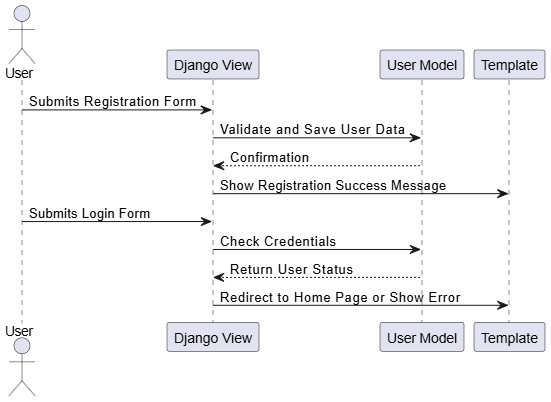 User
Django View
User Model
Template
Submits Registration Form
Validate and Save User Data
Confirmation
Show Registration Success Message
Submits Login Form
Check Credentials
Return User Status
Redirect to Home Page or Show Error
User
Django View
User Model
Template